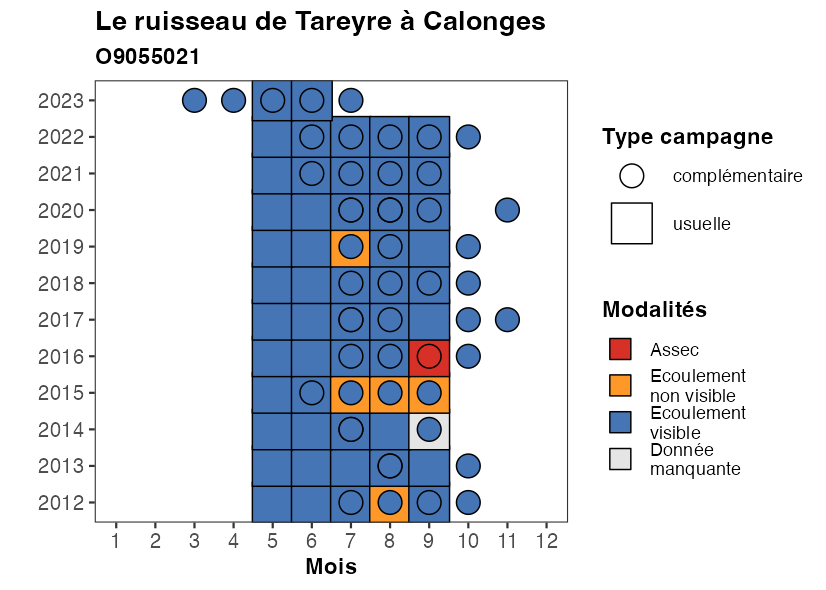 Le ruisseau de Tareyre à Calonges
O9055021
2023
2022
2021
2020
2019
2018
2017
2016
2015
2014
2013
2012
1 2 3 4 5 6 7 8 9 10 11 12
Mois
Type campagne
complémentaire
usuelle
Modalités
Assec
Ecoulement
non visible
Ecoulement
visible
Donnée
manquante